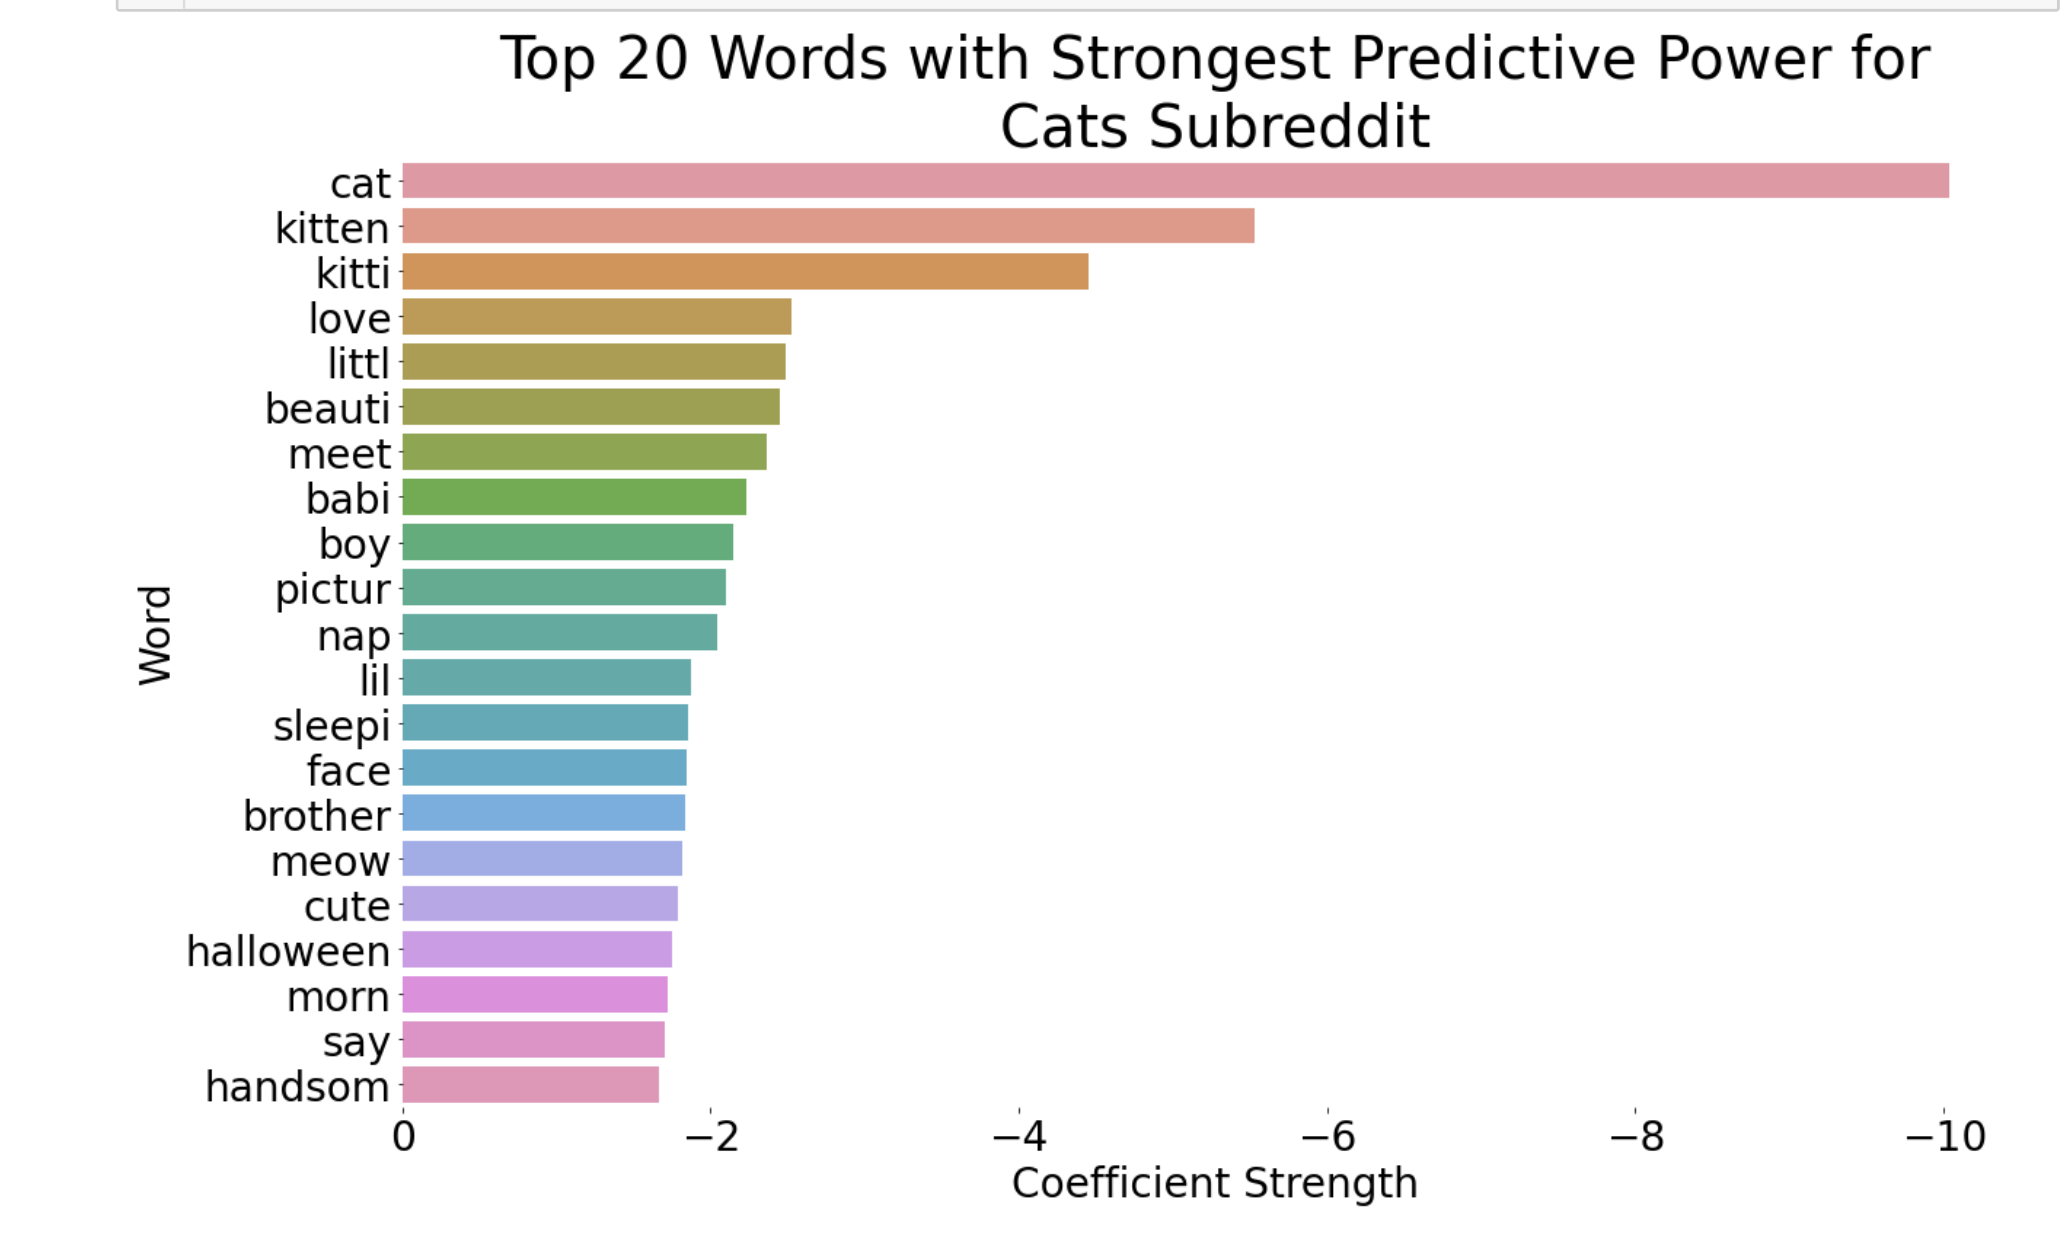 Top 20 Words with Strongest Predictive Power for
Cats Subreddit
cat
kitten
kitti
love
littl
beauti
meet
babi
boy
pictur
nap
lil
sleepi
face
brother
meow
cute
halloween
morn
say
handsom
Word
0 −2 −4 −6 −8 −10
Coefficient Strength